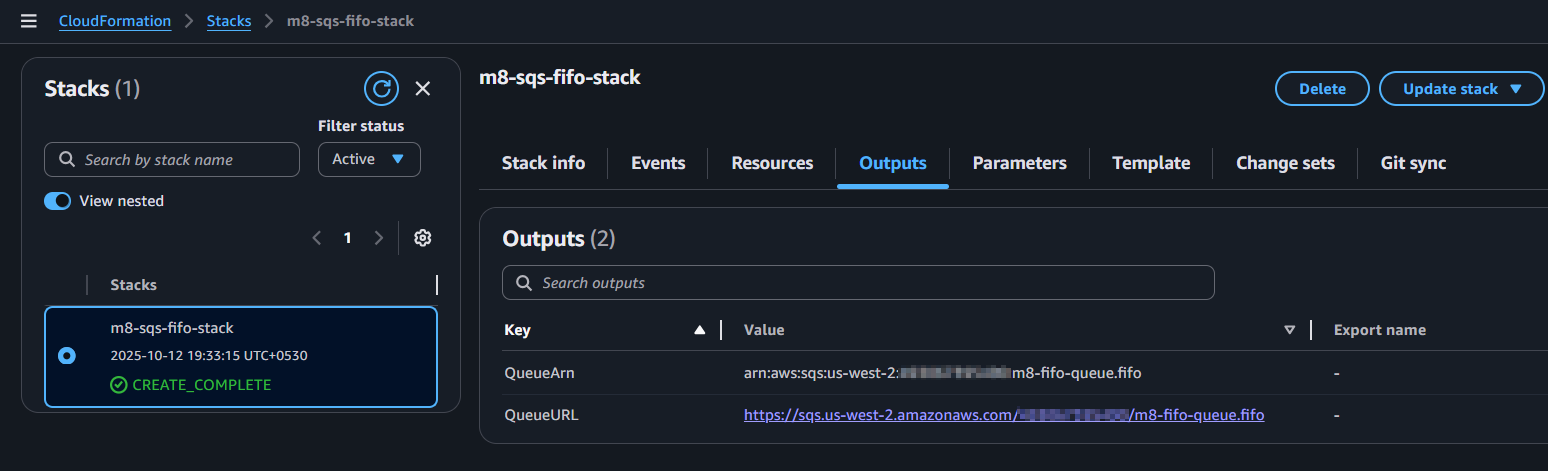 CloudFormation > Stacks > m8-sqs-fifo-stack
Stacks (1)
Filter status
Search by stack name
Active
View nested
1
Stacks
m8-sqs-fifo-stack
2025-10-12 19:33:15 UTC+0530
CREATE_COMPLETE
m8-sqs-fifo-stack
Delete
Update stack
Stack info
Events
Resources
Outputs
Parameters
Template
Change sets
Git sync
Outputs (2)
Search outputs
Key Value Export name
QueueArn arn:aws:sqs:us-west-2: m8-fifo-queue.fifo -
QueueURL https://sqs.us-west-2.amazonaws.com/ /m8-fifo-queue.fifo -